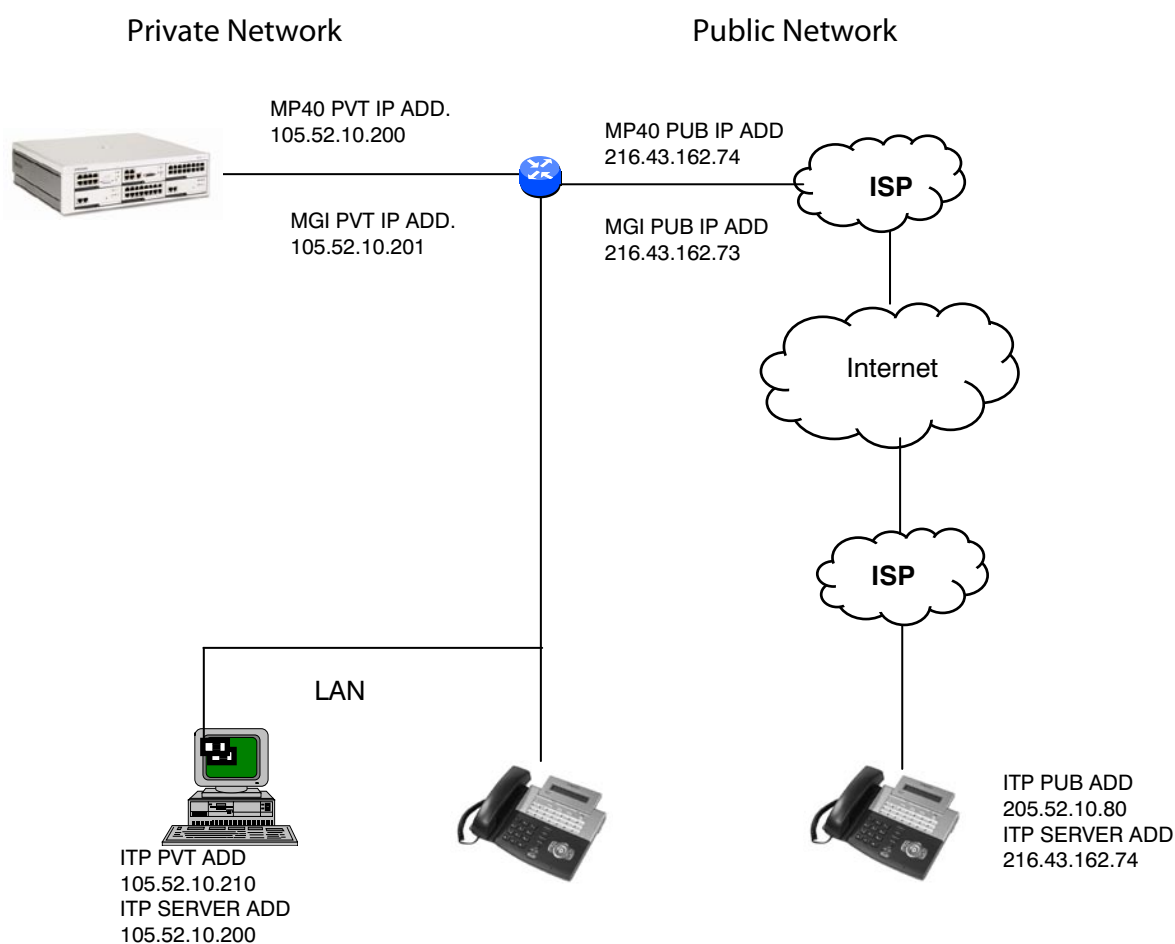 Private Network
Public Network
MP40 PVT IP ADD.
105.52.10.200
MP40 PUB IP ADD
216.43.162.74
ISP
MGI PVT IP ADD.
105.52.10.201
MGI PUB IP ADD
216.43.162.73
Internet
ISP
LAN
ITP PUB ADD
205.52.10.80
ITP SERVER ADD
216.43.162.74
ITP PVT ADD
105.52.10.210
ITP SERVER ADD
105.52.10.200